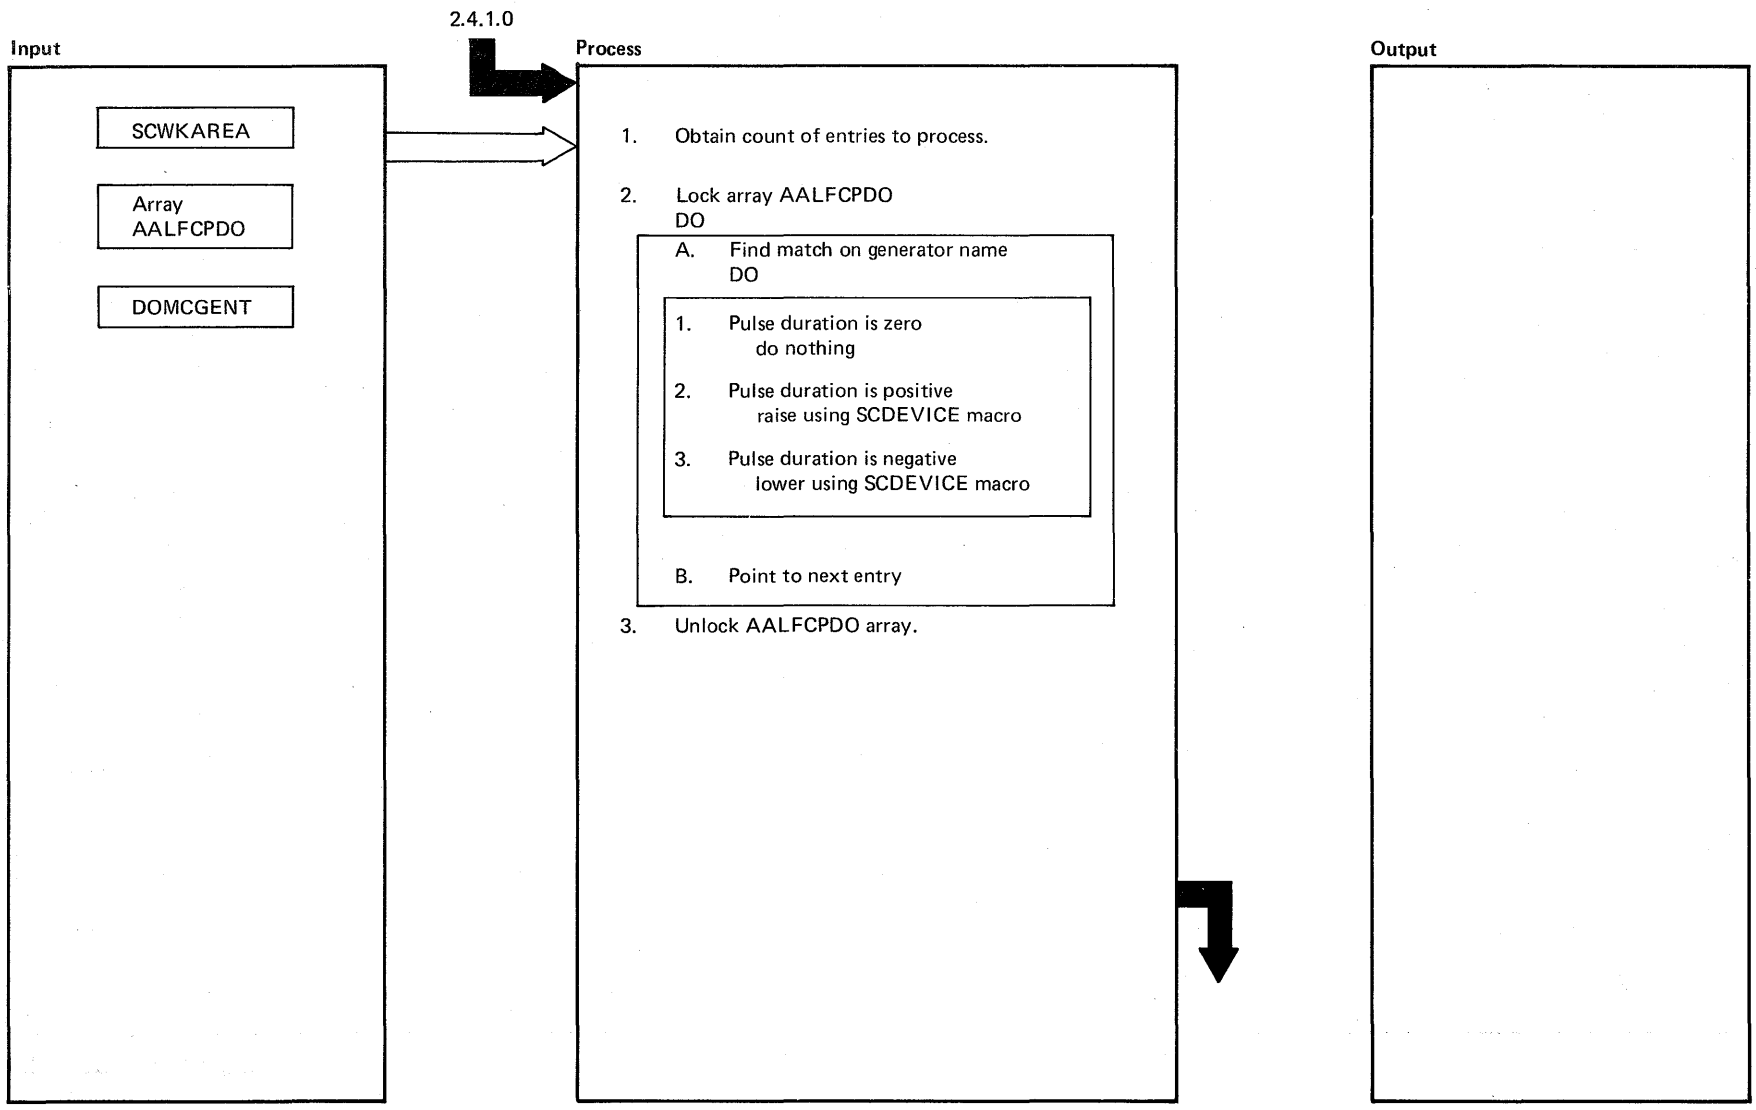 2.4.1.0
Input
SCWKAREA
Array
AALFCPDO
DOMCGENT
Process
1. Obtain count of entries to process.
2. Lock array AALFCPDO
DO
A. Find match on generator name
DO
1. Pulse duration is zero
do nothing
2. Pulse duration is positive
raise using SCDEVICE macro
3. Pulse duration is negative
lower using SCDEVICE macro
B. Point to next entry
3. Unlock AALFCPDO array.
Output